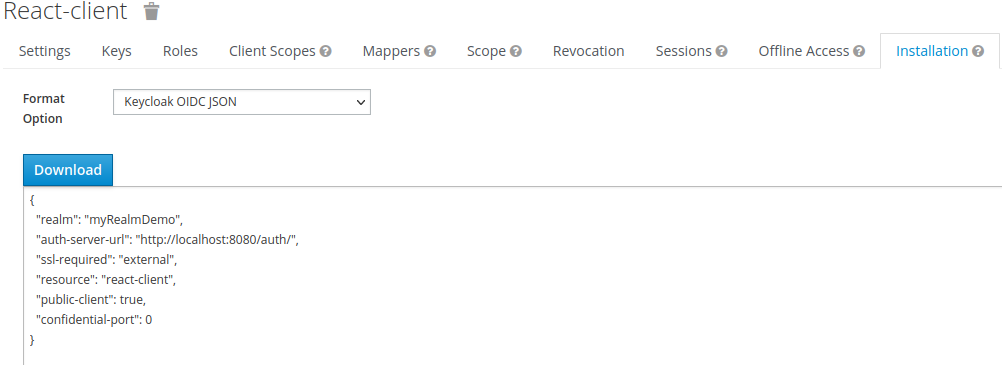 React-client
Settings Keys Roles Client Scopes Mappers Scope Revocation Sessions Offline Access Installation
Format
Option
Keycloak OIDC JSON
Download
{
"realm": "myRealmDemo",
"auth-server-url": "http://localhost:8080/auth/",
"ssl-required": "external",
"resource": "react-client",
"public-client": true,
"confidential-port": 0
}